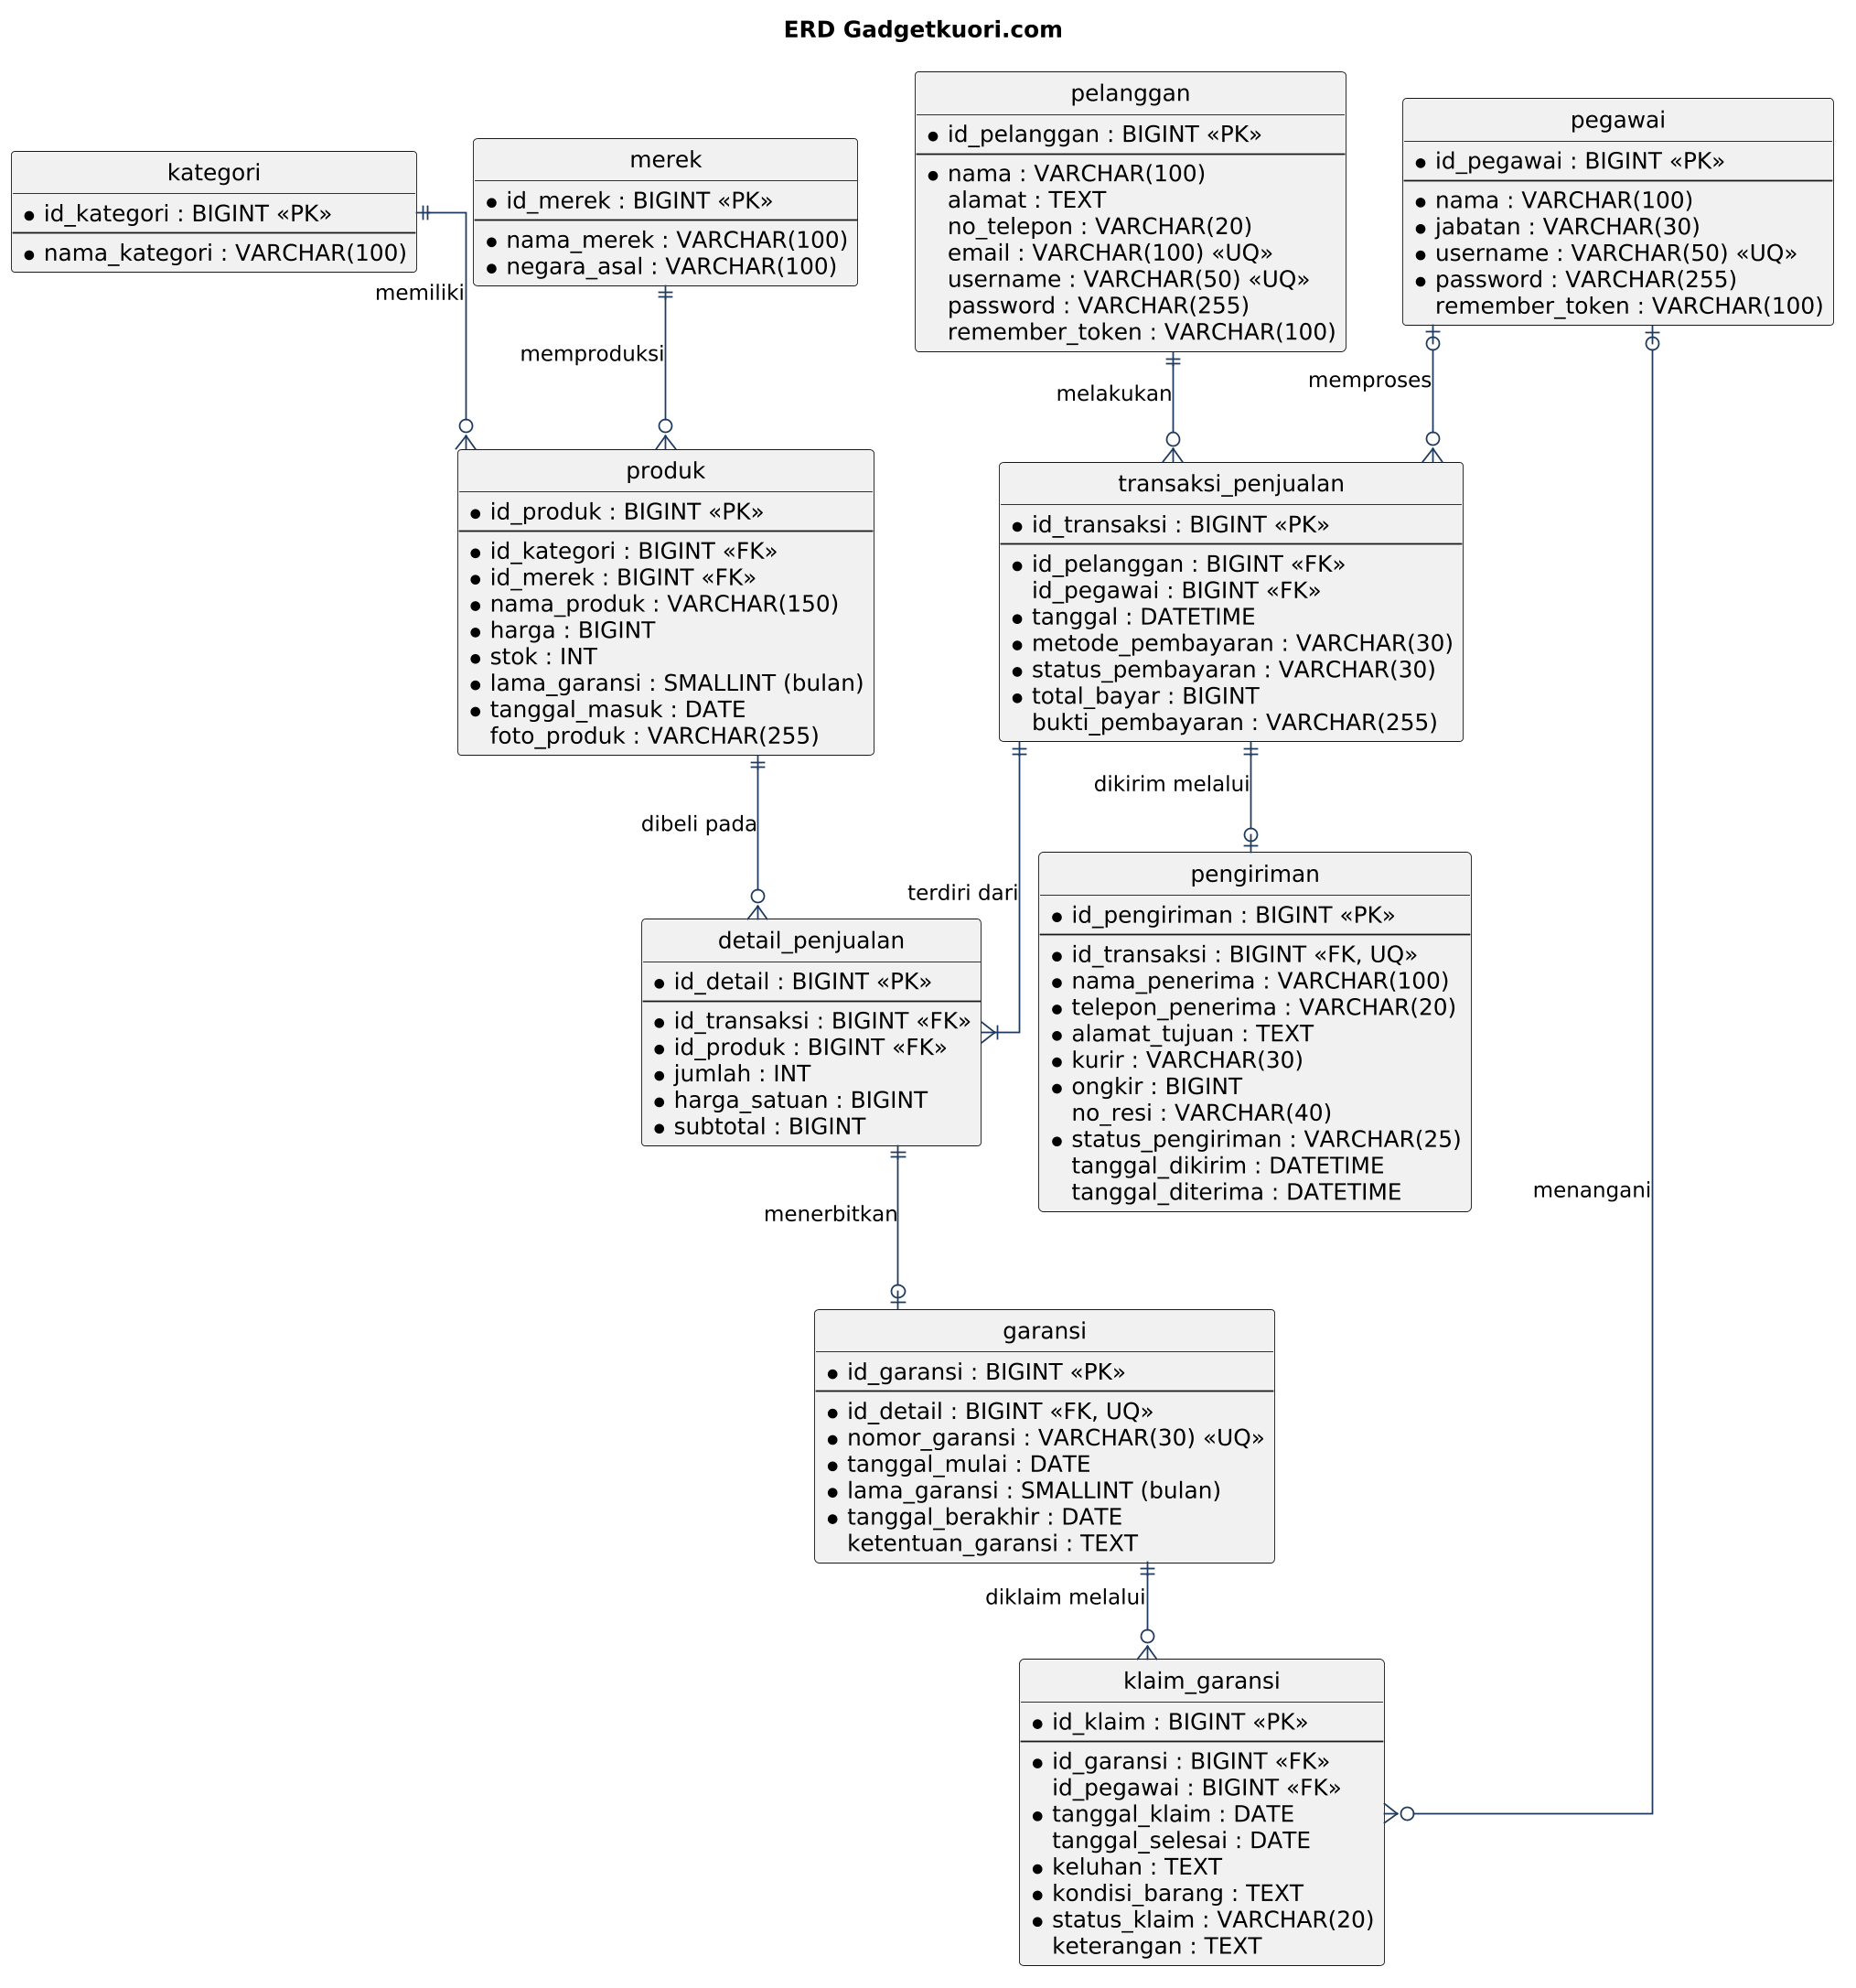 ERD Gadgetkuori.com
kategori
● id_kategori : BIGINT «PK»
● nama_kategori : VARCHAR(100)
merek
● id_merek : BIGINT «PK»
● nama_merek : VARCHAR(100)
● negara_asal : VARCHAR(100)
pelanggan
● id_pelanggan : BIGINT «PK»
● nama : VARCHAR(100)
alamat : TEXT
no_telepon : VARCHAR(20)
email : VARCHAR(100) «UQ»
username : VARCHAR(50) «UQ»
password : VARCHAR(255)
remember_token : VARCHAR(100)
pegawai
● id_pegawai : BIGINT «PK»
● nama : VARCHAR(100)
● jabatan : VARCHAR(30)
● username : VARCHAR(50) «UQ»
● password : VARCHAR(255)
remember_token : VARCHAR(100)
memiliki
memproduksi
melakukan
memproses
produk
● id_produk : BIGINT «PK»
● id_kategori : BIGINT «FK»
● id_merek : BIGINT «FK»
● nama_produk : VARCHAR(150)
● harga : BIGINT
● stok : INT
● lama_garansi : SMALLINT (bulan)
● tanggal_masuk : DATE
foto_produk : VARCHAR(255)
transaksi_penjualan
● id_transaksi : BIGINT «PK»
● id_pelanggan : BIGINT «FK»
id_pegawai : BIGINT «FK»
● tanggal : DATETIME
● metode_pembayaran : VARCHAR(30)
● status_pembayaran : VARCHAR(30)
● total_bayar : BIGINT
bukti_pembayaran : VARCHAR(255)
dibeli pada
dikirim melalui
terdiri dari
detail_penjualan
● id_detail : BIGINT «PK»
● id_transaksi : BIGINT «FK»
● id_produk : BIGINT «FK»
● jumlah : INT
● harga_satuan : BIGINT
● subtotal : BIGINT
pengiriman
● id_pengiriman : BIGINT «PK»
● id_transaksi : BIGINT «FK, UQ»
● nama_penerima : VARCHAR(100)
● telepon_penerima : VARCHAR(20)
● alamat_tujuan : TEXT
● kurir : VARCHAR(30)
● ongkir : BIGINT
no_resi : VARCHAR(40)
● status_pengiriman : VARCHAR(25)
tanggal_dikirim : DATETIME
tanggal_diterima : DATETIME
menerbitkan
menangani
garansi
● id_garansi : BIGINT «PK»
● id_detail : BIGINT «FK, UQ»
● nomor_garansi : VARCHAR(30) «UQ»
● tanggal_mulai : DATE
● lama_garansi : SMALLINT (bulan)
● tanggal_berakhir : DATE
ketentuan_garansi : TEXT
diklaim melalui
klaim_garansi
● id_klaim : BIGINT «PK»
● id_garansi : BIGINT «FK»
id_pegawai : BIGINT «FK»
● tanggal_klaim : DATE
tanggal_selesai : DATE
● keluhan : TEXT
● kondisi_barang : TEXT
● status_klaim : VARCHAR(20)
keterangan : TEXT